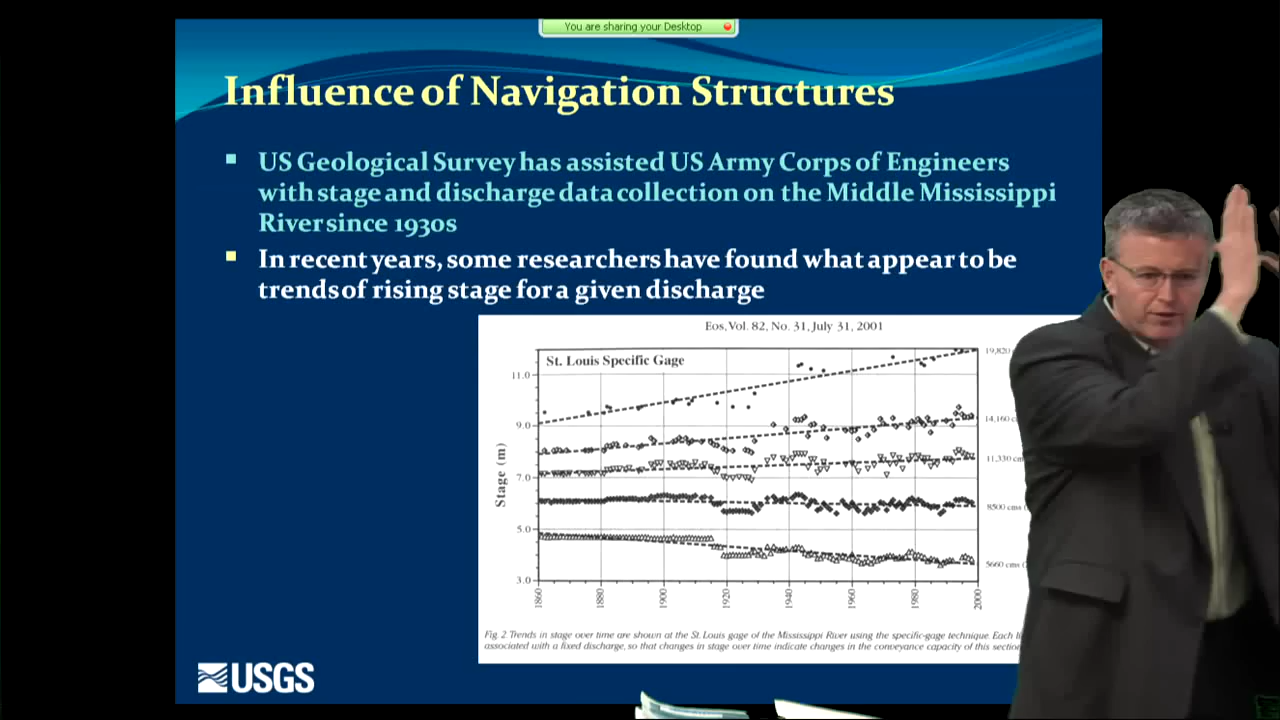 You are sharing your Desktop
Influence of Navigation Structures
US Geological Survey has assisted US Army Corps of Engineers
with stage and discharge data collection on the Middle Mississippi
River since 1930s
In recent years, some researchers have found what appear to be
trends of rising stage for a given discharge
Eos, Vol. 82, No. 31, July 31, 2001
St. Louis Specific Gage
19,820
11.0
9.0
14,160 c
11,330 cm
7.0
Stage (m)
8500 cms
5.0
5660 cms
3.0
1860 1880 1900 1920 1940 1960 1980 2000
Fig. 2. Trends in stage over time are shown at the St. Louis gage of the Mississippi River using the specific-gage technique. Each
associated with a fixed discharge, so that changes in stage over time indicate changes in the conveyance capacity of this section
USGS